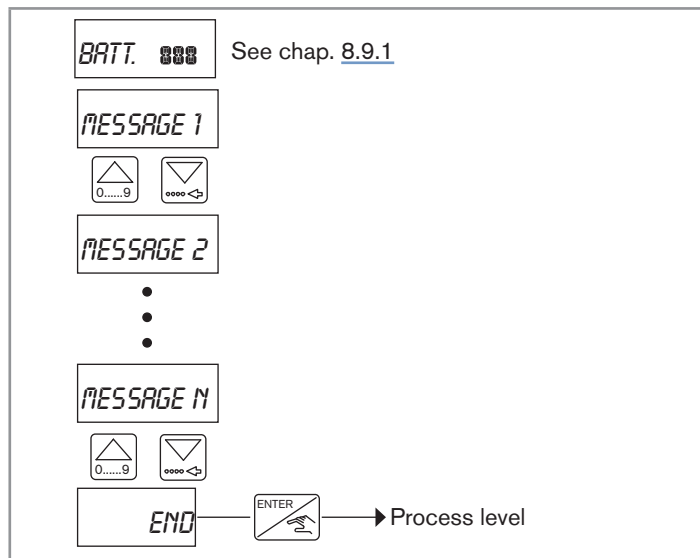 BATT. 888 See chap. 8.9.1
MESSAGE 1
0......9
MESSAGE 2
MESSAGE N
0......9
END ENTER Process level